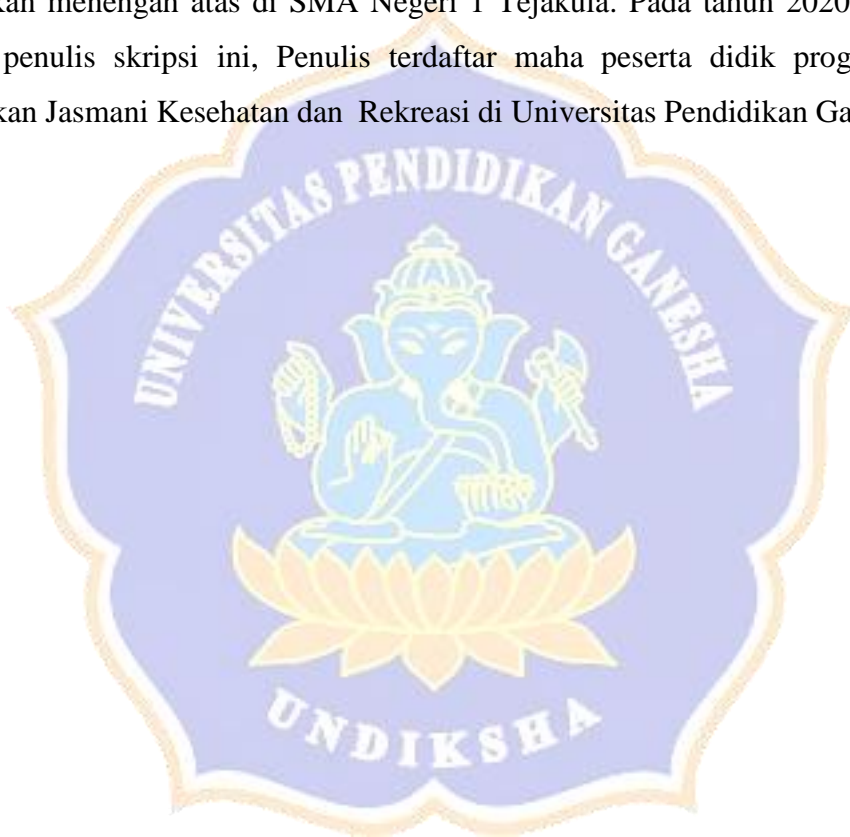 kan menengah atas di SMA Negeri 1 Tejakula. Pada tahun 2020
penulis skripsi ini, Penulis terdaftar maha peserta didik prog
kan Jasmani Kesehatan dan Rekreasi di Universitas Pendidikan Ga
UNIVERSITAS PENDIDIKAN GANESHA
UNDIKSHA